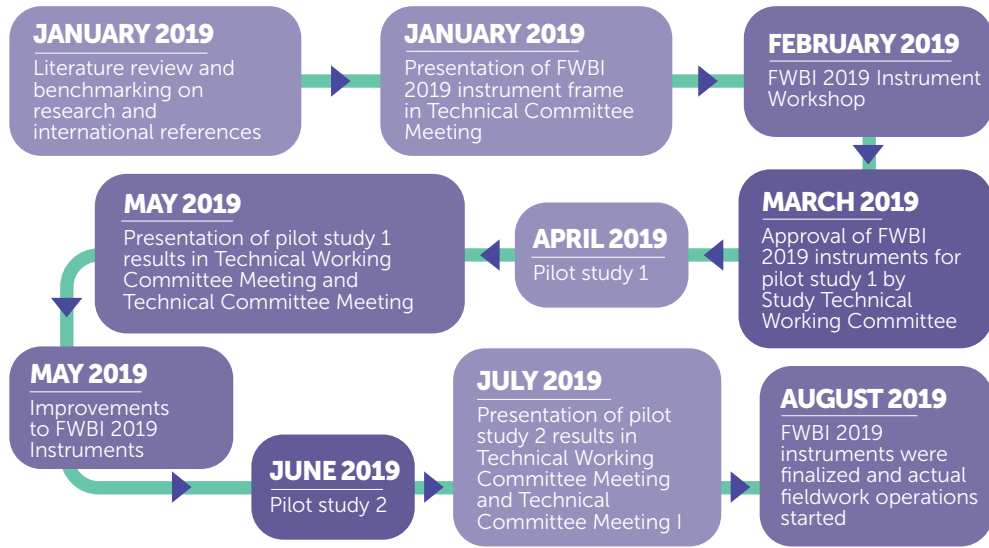 JANUARY 2019
Literature review and
benchmarking on
research and
international references
JANUARY 2019
Presentation of FWBI
2019 instrument frame
in Technical Committee
Meeting
FEBRUARY 2019
FWBI 2019 Instrument
Workshop
MARCH 2019
Approval of FWBI
2019 instruments for
pilot study 1 by
Study Technical
Working Committee
APRIL 2019
Pilot study 1
MAY 2019
Presentation of pilot study 1
results in Technical Working
Committee Meeting and
Technical Committee Meeting
MAY 2019
Improvements
to FWBI 2019
Instruments
JUNE 2019
Pilot study 2
JULY 2019
Presentation of pilot
study 2 results in
Technical Working
Committee Meeting
and Technical
Committee Meeting I
AUGUST 2019
FWBI 2019
instruments were
finalized and actual
fieldwork operations
started